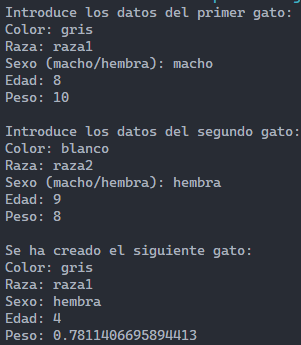 Introduce los datos del primer gato:
Color: gris
Raza: raza1
Sexo (macho/hembra): macho
Edad: 8
Peso: 10
Introduce los datos del segundo gato:
Color: blanco
Raza: raza2
Sexo (macho/hembra): hembra
Edad: 9
Peso: 8
Se ha creado el siguiente gato:
Color: gris
Raza: raza1
Sexo: hembra
Edad: 4
Peso: 0.7811406695894413